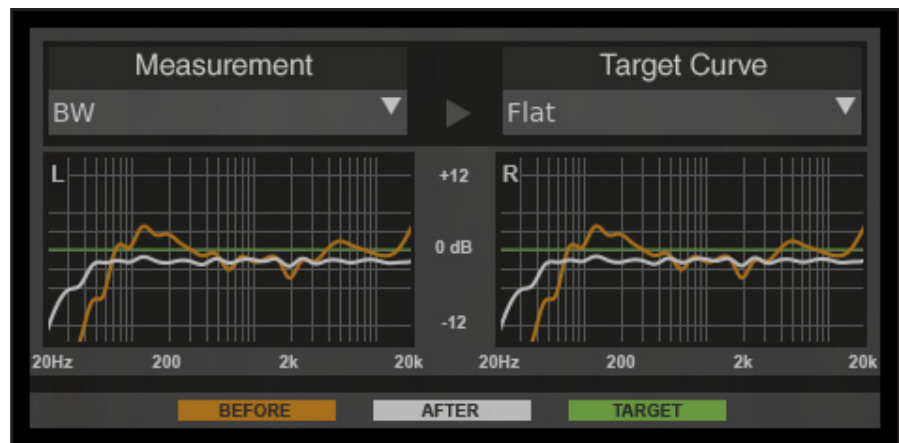 Measurement
Target Curve
BW
Flat
L
+12
R
0 dB
-12
20Hz 200 2k 20k
20Hz 200 2k 20k
BEFORE AFTER TARGET